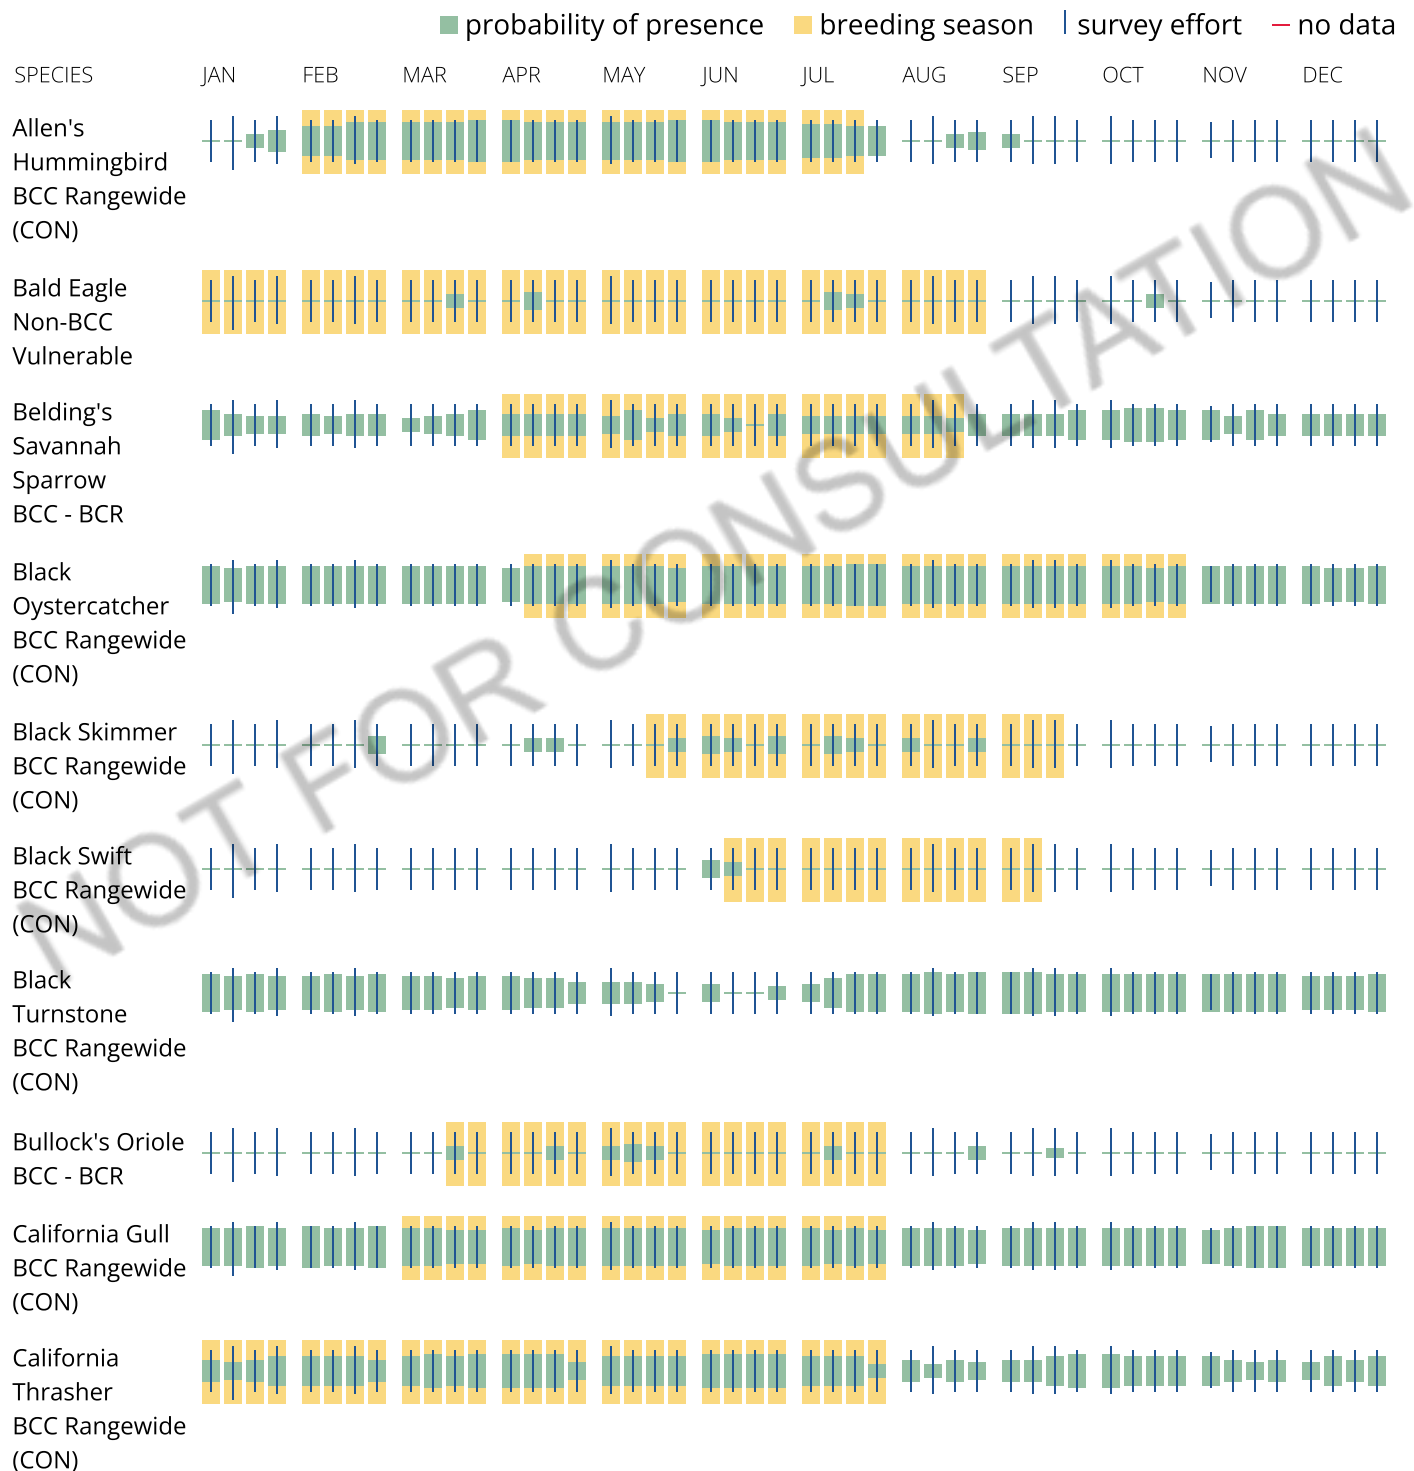 probability of presence breeding season survey effort no data
SPECIES JAN FEB MAR APR MAY JUN JUL AUG SEP OCT NOV DEC
Allen's
Hummingbird
BCC Rangewide
(CON)
Bald Eagle
Non-BCC
Vulnerable
Belding's
Savannah
Sparrow
BCC - BCR
Black
Oystercatcher
BCC Rangewide
(CON)
Black Skimmer
BCC Rangewide
(CON)
Black Swift
BCC Rangewide
(CON)
Black
Turnstone
BCC Rangewide
(CON)
Bullock's Oriole
BCC - BCR
California Gull
BCC Rangewide
(CON)
California
Thrasher
BCC Rangewide
(CON)
NOT FOR CONSULTATION